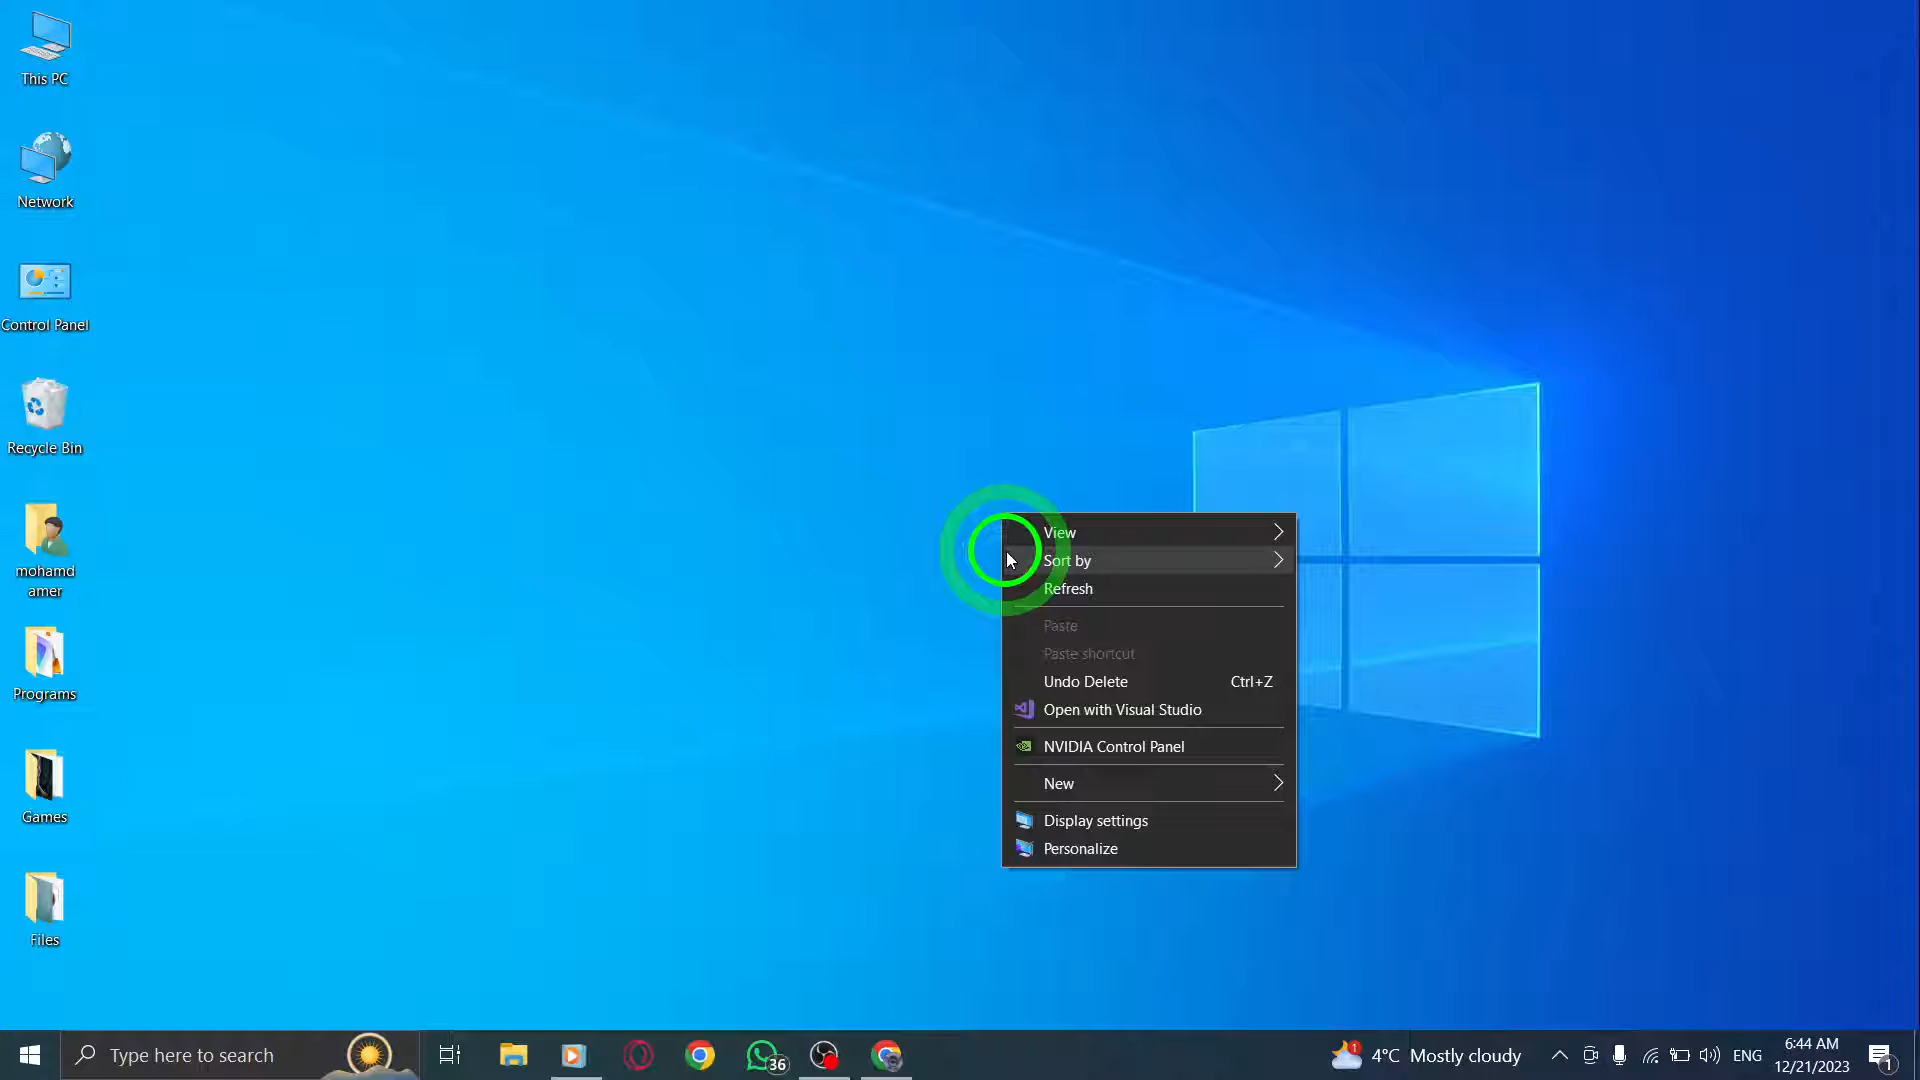 This PC
Network
Control Panel
Recycle Bin
mohamd
amer
Programs
Games
Files
View
Sort by
Refresh
Paste
Paste shortcut
Undo Delete Ctrl+Z
Open with Visual Studio
NVIDIA Control Panel
New
Display settings
Personalize
Type here to search
36
1
4°C Mostly cloudy
ENG
6:44 AM
12/21/2023
1